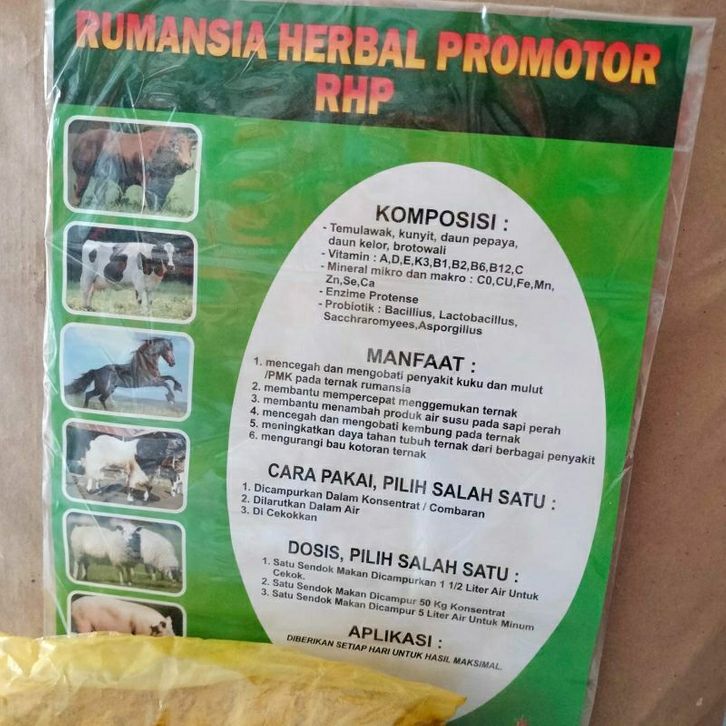 RUMANSIA HERBAL PROMOTOR
RHP
KOMPOSISI :
- Temulawak, kunyit, daun pepaya,
daun kelor, brotowali
- Vitamin : A,D,E,K3,B1,B2,B6,B12,C
- Mineral mikro dan makro : C0,CU,Fe,Mn,
Zn,Se,Ca
- Enzime Protense
- Probiotik : Bacillius, Lactobacillus,
Sacchraromyees,Asporgilius
MANFAAT :
1. mencegah dan mengobati penyakit kuku dan mulut
/PMK pada ternak rumansia
2. membantu mempercepat menggemukan ternak
3. membantu menambah produk air susu pada sapi perah
4. mencegah dan mengobati kembung pada ternak
5. meningkatkan daya tahan tubuh ternak dari berbagai penyakit
6. mengurangi bau kotoran ternak
CARA PAKAI, PILIH SALAH SATU :
1. Dicampurkan Dalam Konsentrat / Combaran
2. Dilarutkan Dalam Air
3. Di Cekokkan
DOSIS, PILIH SALAH SATU :
1. Satu Sendok Makan Dicampurkan 1 1/2 Liter Air Untuk
Cekok.
2. Satu Sendok Makan Dicampur 50 Kg Konsentrat
3. Satu Sendok Makan Dicampur 5 Liter Air Untuk Minum
APLIKASI :
DIBERIKAN SETIAP HARI UNTUK HASIL MAKSIMAL.